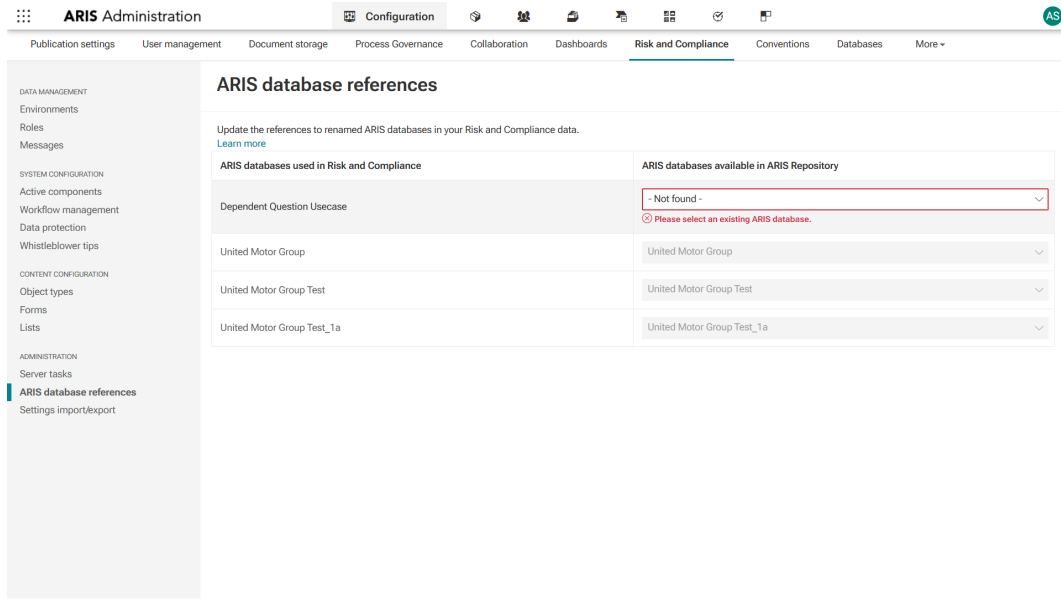 ARIS Administration
Configuration
AS
Publication settings
User management
Document storage
Process Governance
Collaboration
Dashboards
Risk and Compliance
Conventions
Databases
More
DATA MANAGEMENT
Environments
Roles
Messages
SYSTEM CONFIGURATION
Active components
Workflow management
Data protection
Whistleblower tips
CONTENT CONFIGURATION
Object types
Forms
Lists
ADMINISTRATION
Server tasks
ARIS database references
Settings import/export
ARIS database references
Update the references to renamed ARIS databases in your Risk and Compliance data.
Learn more
ARIS databases used in Risk and Compliance
ARIS databases available in ARIS Repository
Dependent Question Usecase
- Not found -
Please select an existing ARIS database.
United Motor Group
United Motor Group
United Motor Group Test
United Motor Group Test
United Motor Group Test_1a
United Motor Group Test_1a